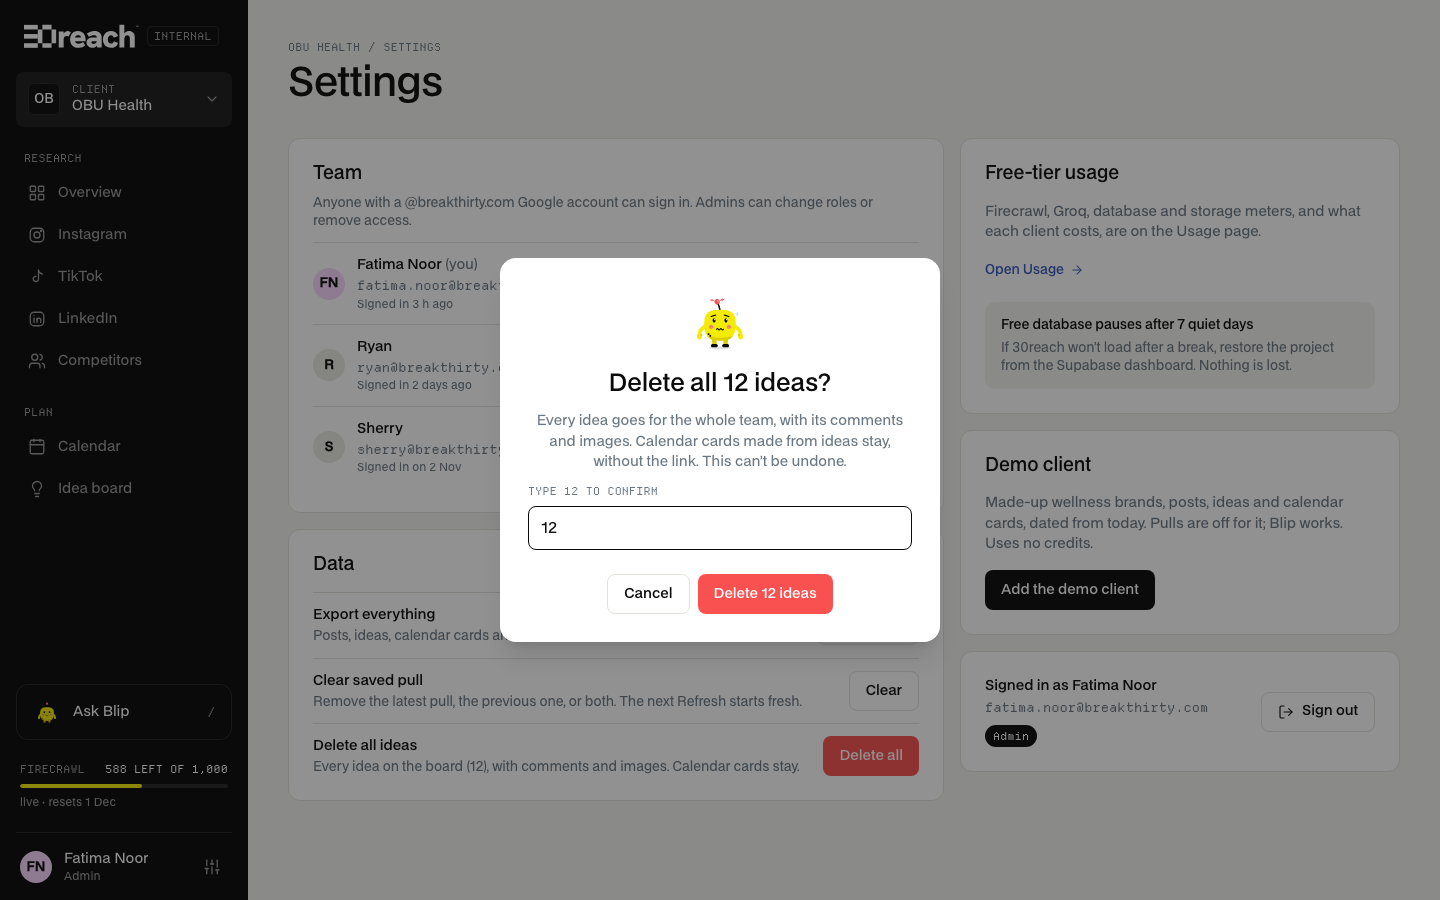 30reach
INTERNAL
OB
CLIENT
OBU Health
RESEARCH
Overview
Instagram
TikTok
LinkedIn
Competitors
PLAN
Calendar
Idea board
Ask Blip
/
FIRECRAWL
588 LEFT OF 1,000
live · resets 1 Dec
FN
Fatima Noor
Admin
OBU HEALTH / SETTINGS
Settings
Team
Anyone with a @breakthirty.com Google account can sign in. Admins can change roles or
remove access.
FN
Fatima Noor (you)
fatima.noor@break
Signed in 3 h ago
R
Ryan
ryan@breakthirty.
Signed in 2 days ago
S
Sherry
sherry@breakthirty
Signed in on 2 Nov
Data
Export everything
Posts, ideas, calendar cards
Clear saved pull
Remove the latest pull, the previous one, or both. The next Refresh starts fresh.
Clear
Delete all ideas
Every idea on the board (12), with comments and images. Calendar cards stay.
Delete all
Delete all 12 ideas?
Every idea goes for the whole team, with its comments
and images. Calendar cards made from ideas stay,
without the link. This can't be undone.
TYPE 12 TO CONFIRM
12
Cancel
Delete 12 ideas
Free-tier usage
Firecrawl, Groq, database and storage meters, and what
each client costs, are on the Usage page.
Open Usage →
Free database pauses after 7 quiet days
If 30reach won't load after a break, restore the project
from the Supabase dashboard. Nothing is lost.
Demo client
Made-up wellness brands, posts, ideas and calendar
cards, dated from today. Pulls are off for it; Blip works.
Uses no credits.
Add the demo client
Signed in as Fatima Noor
fatima.noor@breakthirty.com
Admin
Sign out